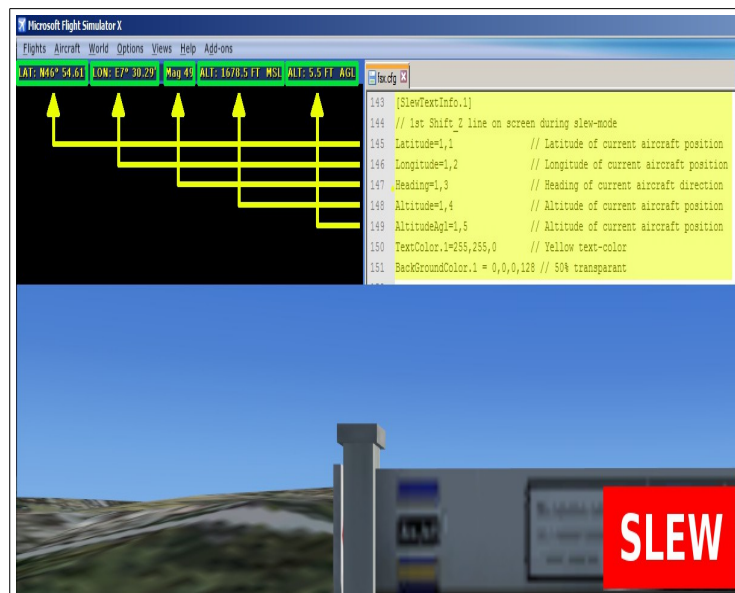 Microsoft Flight Simulator X
Flights Aircraft World Options Views Help Add-ons
LAT: N46° 54.61' LON: E7° 30.29' Mag 49 ALT: 1678.5 FT MSL ALT: 5.5 FT AGL
fsx.cfg
143 [SlewTextInfo.1]
144 // 1st Shift_Z line on screen during slew-mode
145 Latitude=1,1 // Latitude of current aircraft position
146 Longitude=1,2 // Longitude of current aircraft position
147 Heading=1,3 // Heading of current aircraft direction
148 Altitude=1,4 // Altitude of current aircraft position
149 AltitudeAgl=1,5 // Altitude of current aircraft position
150 TextColor.1=255,255,0 // Yellow text-color
151 BackGroundColor.1 = 0,0,0,128 // 50% transparant
SLEW